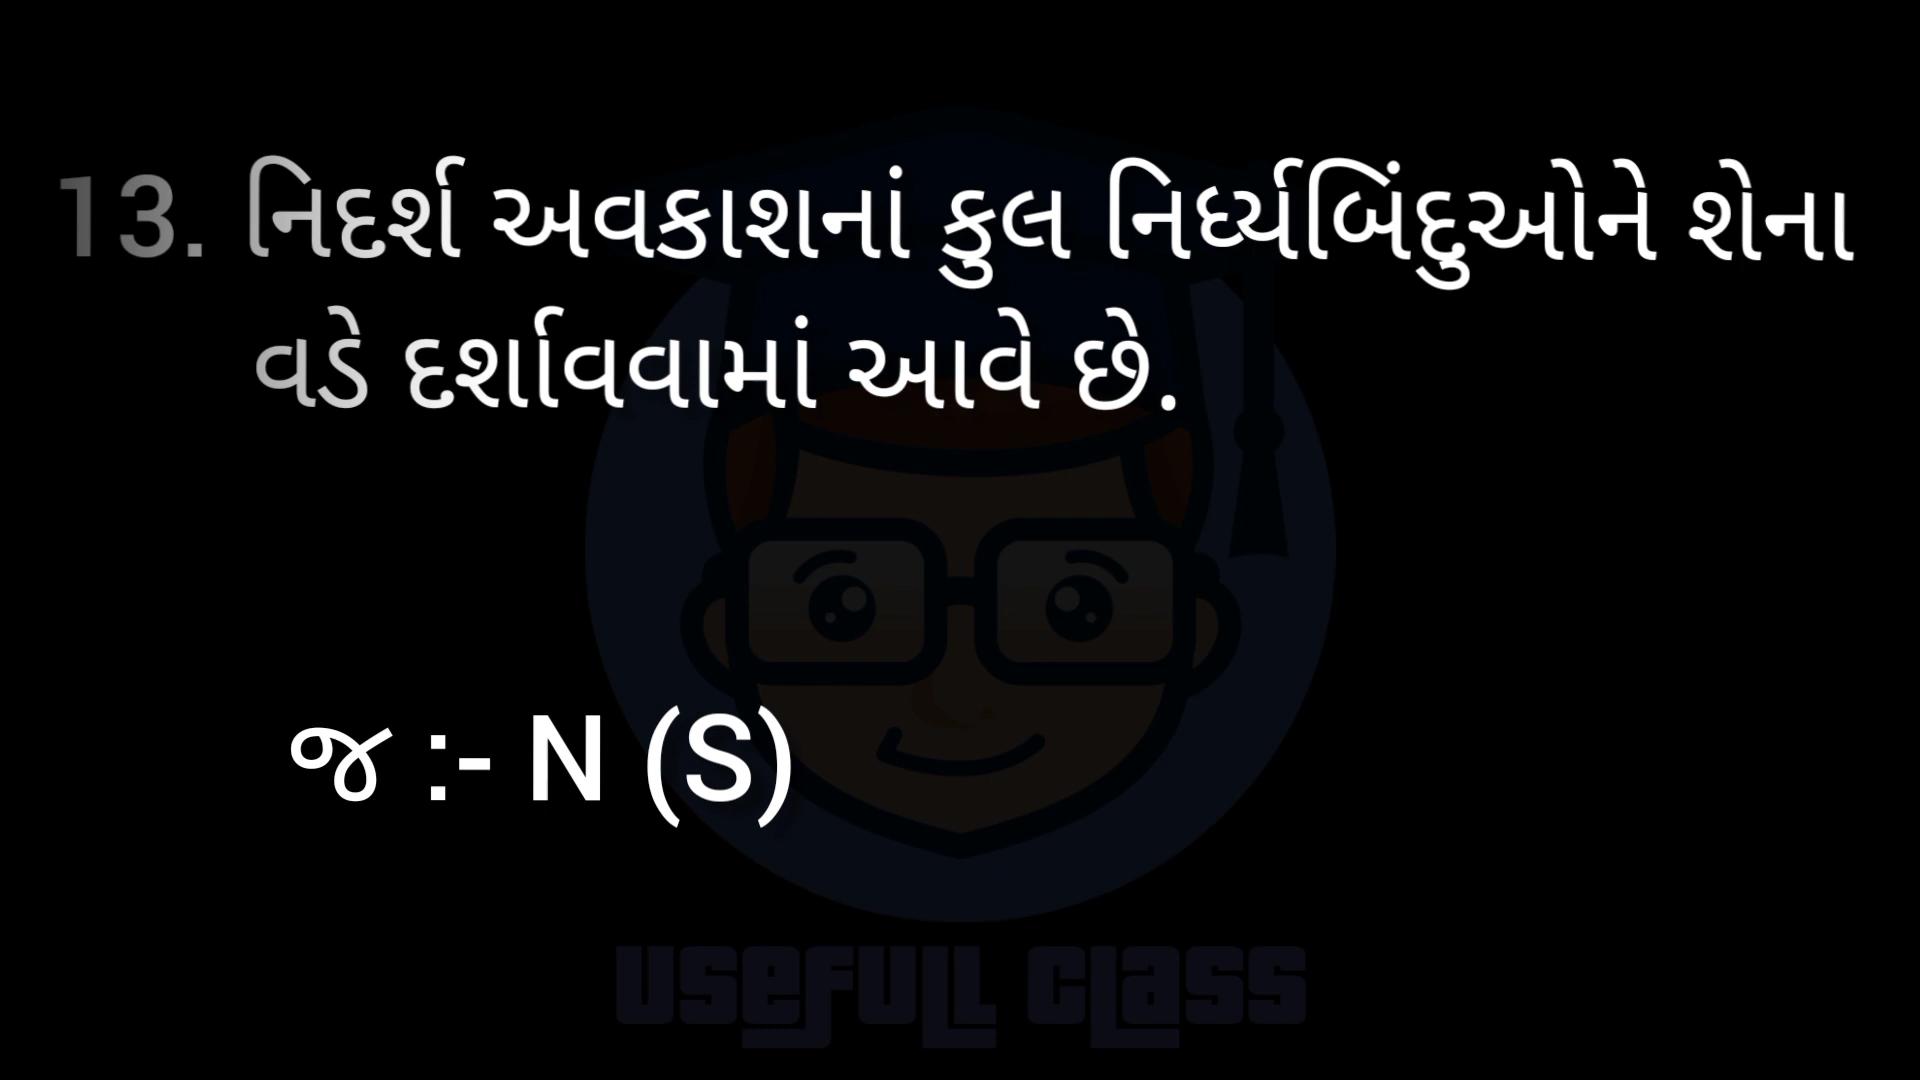 13. નિદર્શ અવકાશનાં કુલ નિર્ધ્યબિંદુઓને શેના
વડે દર્શાવવામાં આવે છે.
જ :- N (S)
USEFULL CLASS